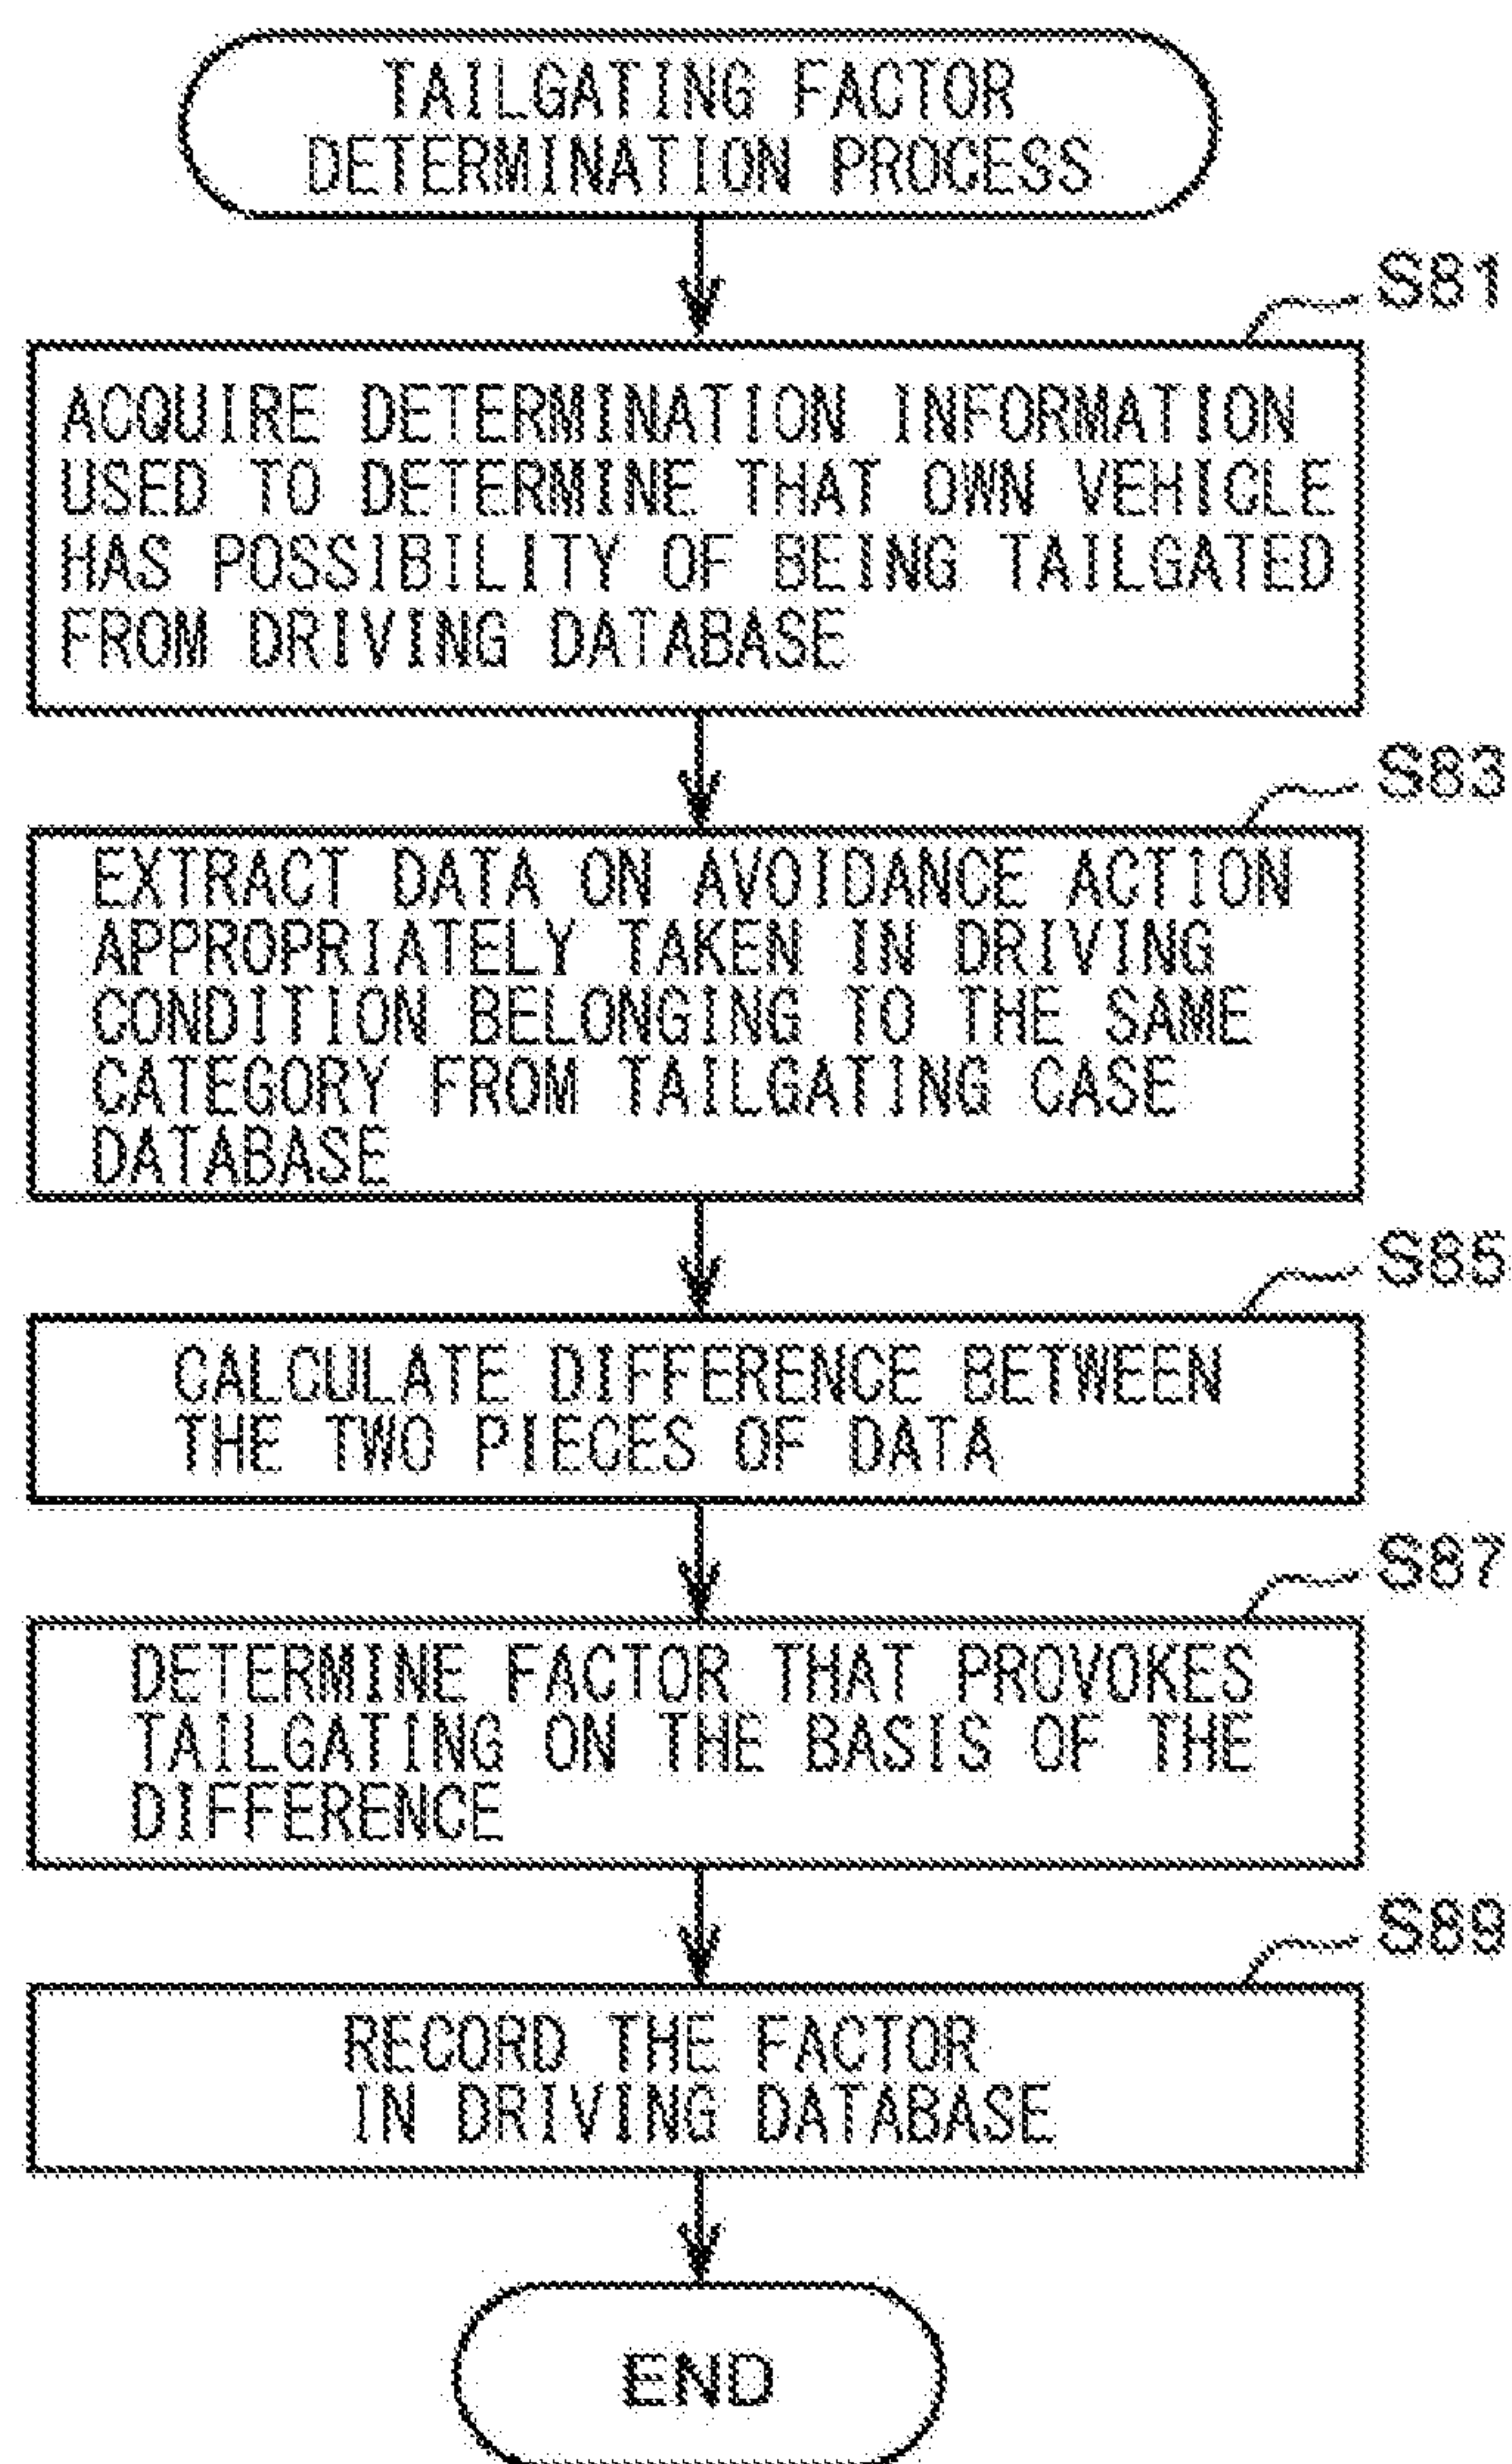 TAILGATING FACTOR
DETERMINATION PROCESS
S81
ACQUIRE DETERMINATION INFORMATION
USED TO DETERMINE THAT OWN VEHICLE
HAS POSSIBILITY OF BEING TAILGATED
FROM DRIVING DATABASE
S83
EXTRACT DATA ON AVOIDANCE ACTION
APPROPRIATELY TAKEN IN DRIVING
CONDITION BELONGING TO THE SAME
CATEGORY FROM TAILGATING CASE
DATABASE
S85
CALCULATE DIFFERENCE BETWEEN
THE TWO PIECES OF DATA
S87
DETERMINE FACTOR THAT PROVOKES
TAILGATING ON THE BASIS OF THE
DIFFERENCE
S89
RECORD THE FACTOR
IN DRIVING DATABASE
END